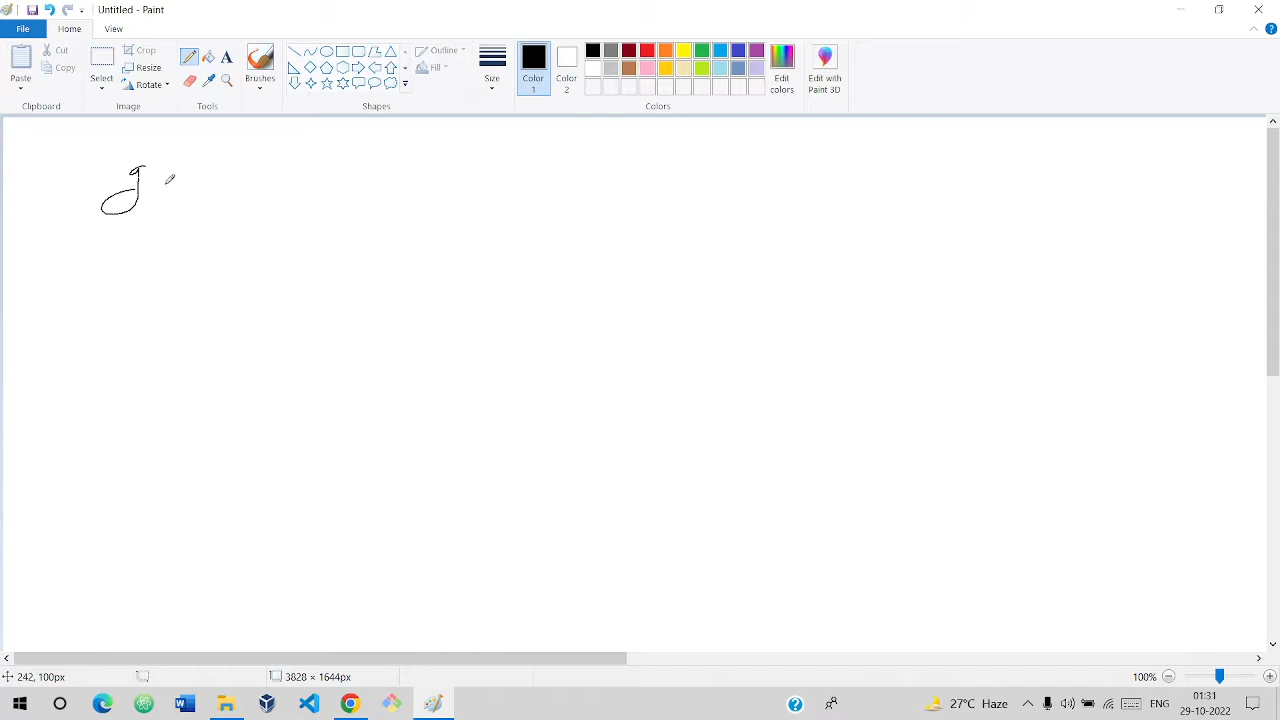 Untitled - Paint
File Home View
Paste
Cut
Copy
Clipboard
Select
Crop
Resize
Rotate
Image
Tools
Brushes
Shapes
Outline
Fill
Size
Color 1
Color 2
Edit colors
Colors
Edit with Paint 3D
242, 100px
3820 × 1644px
100%
27°C Haze
ENG
01:31
29-10-2022